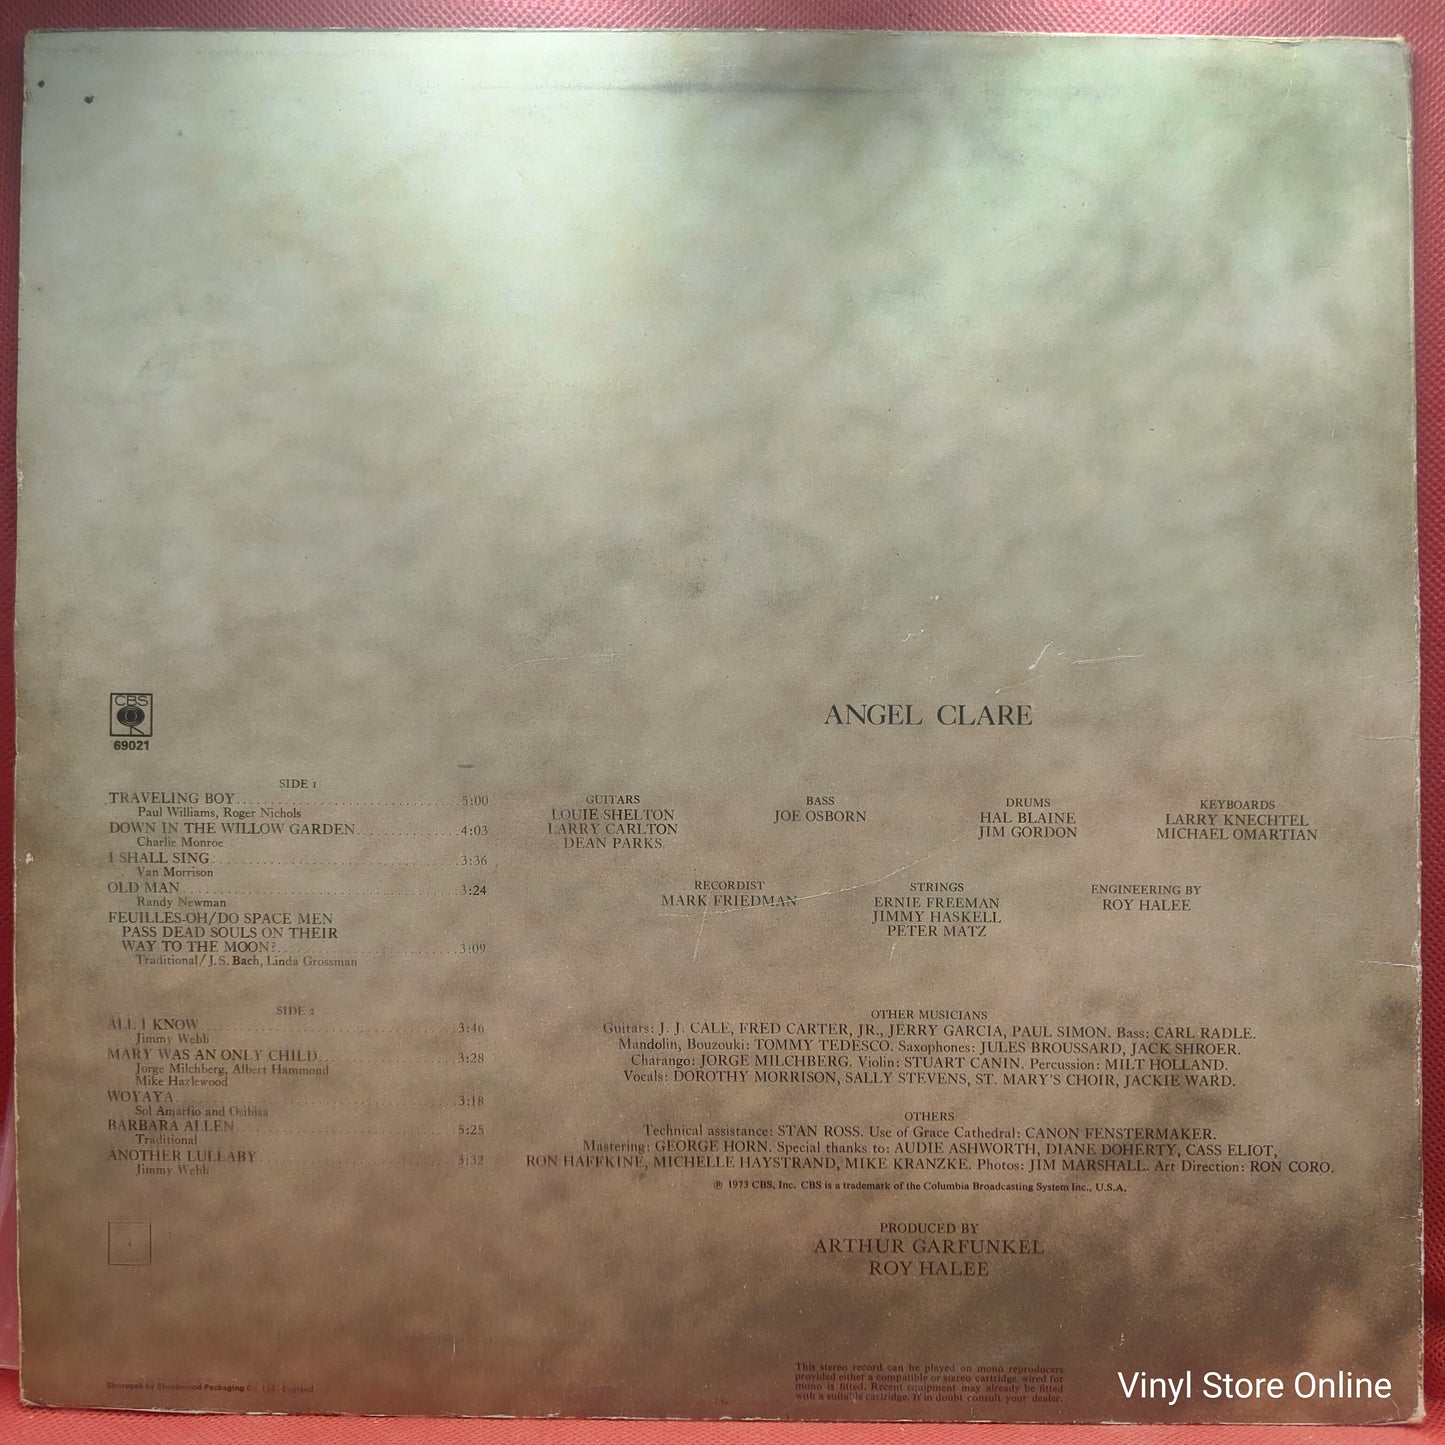 CBS
69021
ANGEL CLARE
SIDE 1
TRAVELING BOY..............................5:00
Paul Williams, Roger Nichols
DOWN IN THE WILLOW GARDEN..............4:03
Charlie Monroe
I SHALL SING.................................3:36
Van Morrison
OLD MAN.....................................3:24
Randy Newman
FEUILLES-OH/DO SPACE MEN
PASS DEAD SOULS ON THEIR
WAY TO THE MOON?.........................3:09
Traditional/J.S. Bach, Linda Grossman
SIDE 2
ALL I KNOW..................................3:46
Jimmy Webb
MARY WAS AN ONLY CHILD...................3:28
Jorge Milchberg, Albert Hammond
Mike Hazlewood
WOYAYA......................................3:18
Sol Amarfio and Osibisa
BARBARA ALLEN..............................5:25
Traditional
ANOTHER LULLABY...........................3:32
Jimmy Webb
GUITARS
LOUIE SHELTON
LARRY CARLTON
DEAN PARKS
BASS
JOE OSBORN
DRUMS
HAL BLAINE
JIM GORDON
KEYBOARDS
LARRY KNECHTEL
MICHAEL OMARTIAN
RECORDIST
MARK FRIEDMAN
STRINGS
ERNIE FREEMAN
JIMMY HASKELL
PETER MATZ
ENGINEERING BY
ROY HALEE
OTHER MUSICIANS
Guitars: J. J. CALE, FRED CARTER, JR., JERRY GARCIA, PAUL SIMON. Bass: CARL RADLE.
Mandolin, Bouzouki: TOMMY TEDESCO. Saxophones: JULES BROUSSARD, JACK SHROER.
Charango: JORGE MILCHBERG. Violin: STUART CANIN. Percussion: MILT HOLLAND.
Vocals: DOROTHY MORRISON, SALLY STEVENS, ST. MARY'S CHOIR, JACKIE WARD.
OTHERS
Technical assistance: STAN ROSS. Use of Grace Cathedral: CANON FENSTERMAKER.
Mastering: GEORGE HORN. Special thanks to: AUDIE ASHWORTH, DIANE DOHERTY, CASS ELIOT,
RON HAFFKINE, MICHELLE HAYSTRAND, MIKE KRANZKE. Photos: JIM MARSHALL. Art Direction: RON CORO.
℗ 1973 CBS, Inc. CBS is a trademark of the Columbia Broadcasting System Inc., U.S.A.
PRODUCED BY
ARTHUR GARFUNKEL
ROY HALEE
Shorepak by Shorewood Packaging Co. Ltd. England
This stereo record can be played on mono reproducers
provided either a compatible or stereo cartridge wired for
mono is fitted. Recent equipment may already be fitted
with a suitable cartridge. If in doubt consult your dealer.
Vinyl Store Online